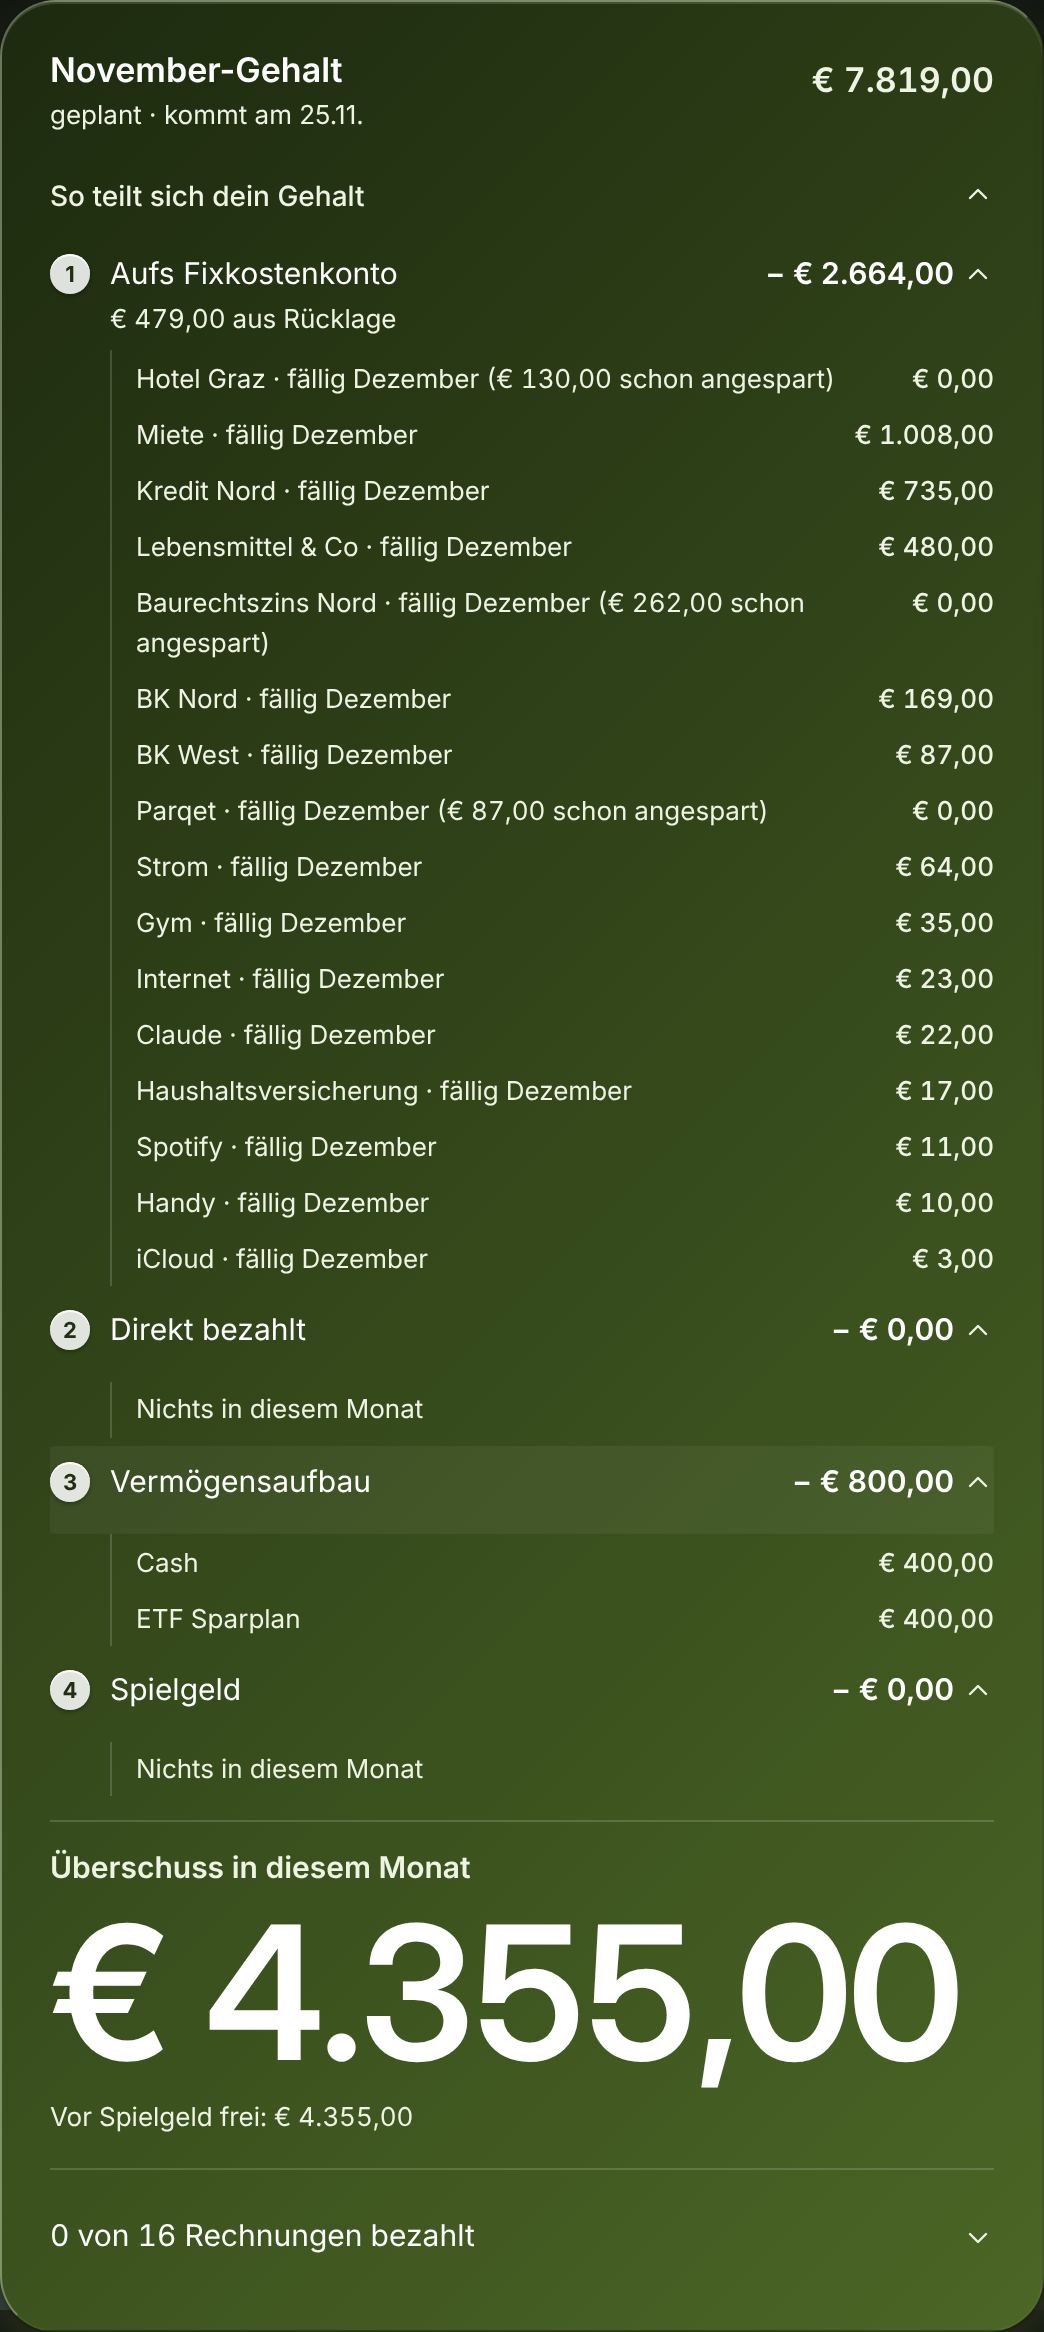 November-Gehalt
€ 7.819,00
geplant · kommt am 25.11.
So teilt sich dein Gehalt
1 Aufs Fixkostenkonto – € 2.664,00
€ 479,00 aus Rücklage
Hotel Graz · fällig Dezember (€ 130,00 schon angespart) € 0,00
Miete · fällig Dezember € 1.008,00
Kredit Nord · fällig Dezember € 735,00
Lebensmittel & Co · fällig Dezember € 480,00
Baurechtszins Nord · fällig Dezember (€ 262,00 schon € 0,00
angespart)
BK Nord · fällig Dezember € 169,00
BK West · fällig Dezember € 87,00
Parqet · fällig Dezember (€ 87,00 schon angespart) € 0,00
Strom · fällig Dezember € 64,00
Gym · fällig Dezember € 35,00
Internet · fällig Dezember € 23,00
Claude · fällig Dezember € 22,00
Haushaltsversicherung · fällig Dezember € 17,00
Spotify · fällig Dezember € 11,00
Handy · fällig Dezember € 10,00
iCloud · fällig Dezember € 3,00
2 Direkt bezahlt – € 0,00
Nichts in diesem Monat
3 Vermögensaufbau – € 800,00
Cash € 400,00
ETF Sparplan € 400,00
4 Spielgeld – € 0,00
Nichts in diesem Monat
Überschuss in diesem Monat
€ 4.355,00
Vor Spielgeld frei: € 4.355,00
0 von 16 Rechnungen bezahlt